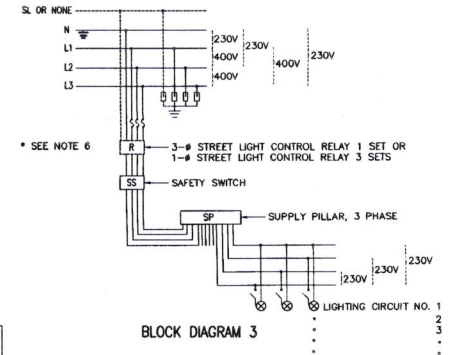 SL OR NONE
N
230V
L1
230V
400V
230V
L2
400V
400V
L3
* SEE NOTE 6
R
3-ø STREET LIGHT CONTROL RELAY 1 SET OR
1-ø STREET LIGHT CONTROL RELAY 3 SETS
SS
SAFETY SWITCH
SP
SUPPLY PILLAR, 3 PHASE
230V
230V
230V
LIGHTING CIRCUIT NO. 1
2
3
BLOCK DIAGRAM 3